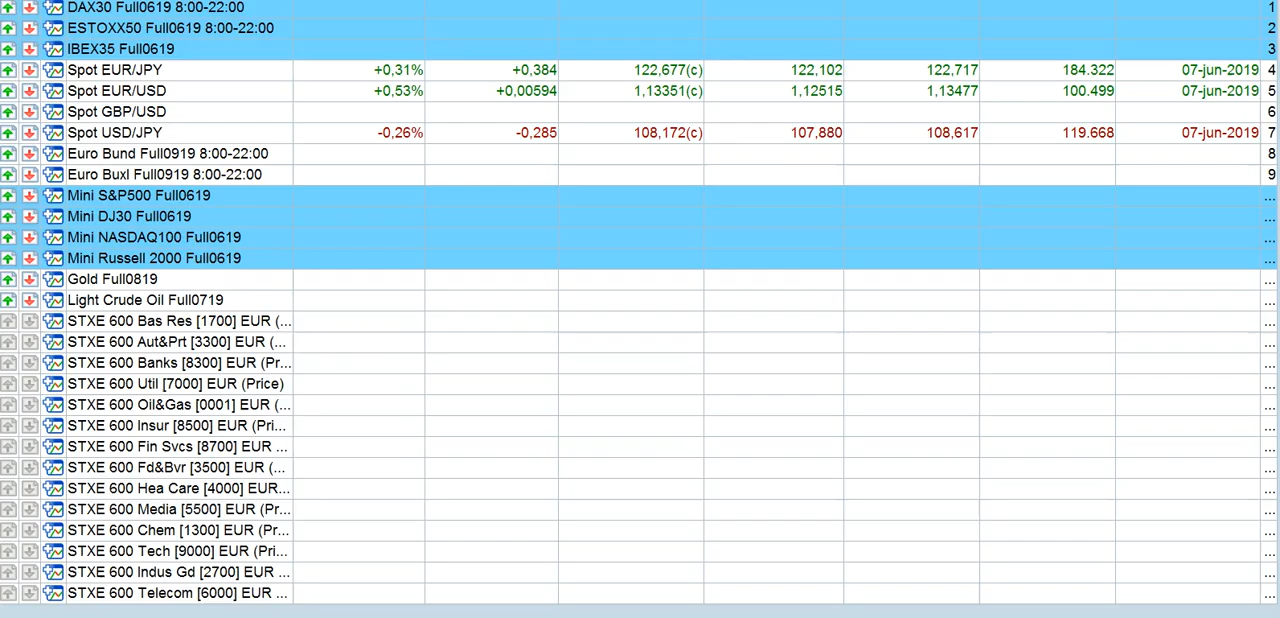 DAX30 Full0619 8:00-22:00 1
ESTOXX50 Full0619 8:00-22:00 2
IBEX35 Full0619 3
Spot EUR/JPY +0,31% +0,384 122,677(c) 122,102 122,717 184.322 07-jun-2019 4
Spot EUR/USD +0,53% +0,00594 1,13351(c) 1,12515 1,13477 100.499 07-jun-2019 5
Spot GBP/USD 6
Spot USD/JPY -0,26% -0,285 108,172(c) 107,880 108,617 119.668 07-jun-2019 7
Euro Bund Full0919 8:00-22:00 8
Euro Buxl Full0919 8:00-22:00 9
Mini S&P500 Full0619 ...
Mini DJ30 Full0619 ...
Mini NASDAQ100 Full0619 ...
Mini Russell 2000 Full0619 ...
Gold Full0819 ...
Light Crude Oil Full0719 ...
STXE 600 Bas Res [1700] EUR (... ...
STXE 600 Aut&Prt [3300] EUR (... ...
STXE 600 Banks [8300] EUR (Pr... ...
STXE 600 Util [7000] EUR (Price) ...
STXE 600 Oil&Gas [0001] EUR (... ...
STXE 600 Insur [8500] EUR (Pri... ...
STXE 600 Fin Svcs [8700] EUR ... ...
STXE 600 Fd&Bvr [3500] EUR (... ...
STXE 600 Hea Care [4000] EUR... ...
STXE 600 Media [5500] EUR (Pr... ...
STXE 600 Chem [1300] EUR (Pr... ...
STXE 600 Tech [9000] EUR (Pri... ...
STXE 600 Indus Gd [2700] EUR ... ...
STXE 600 Telecom [6000] EUR ... ...